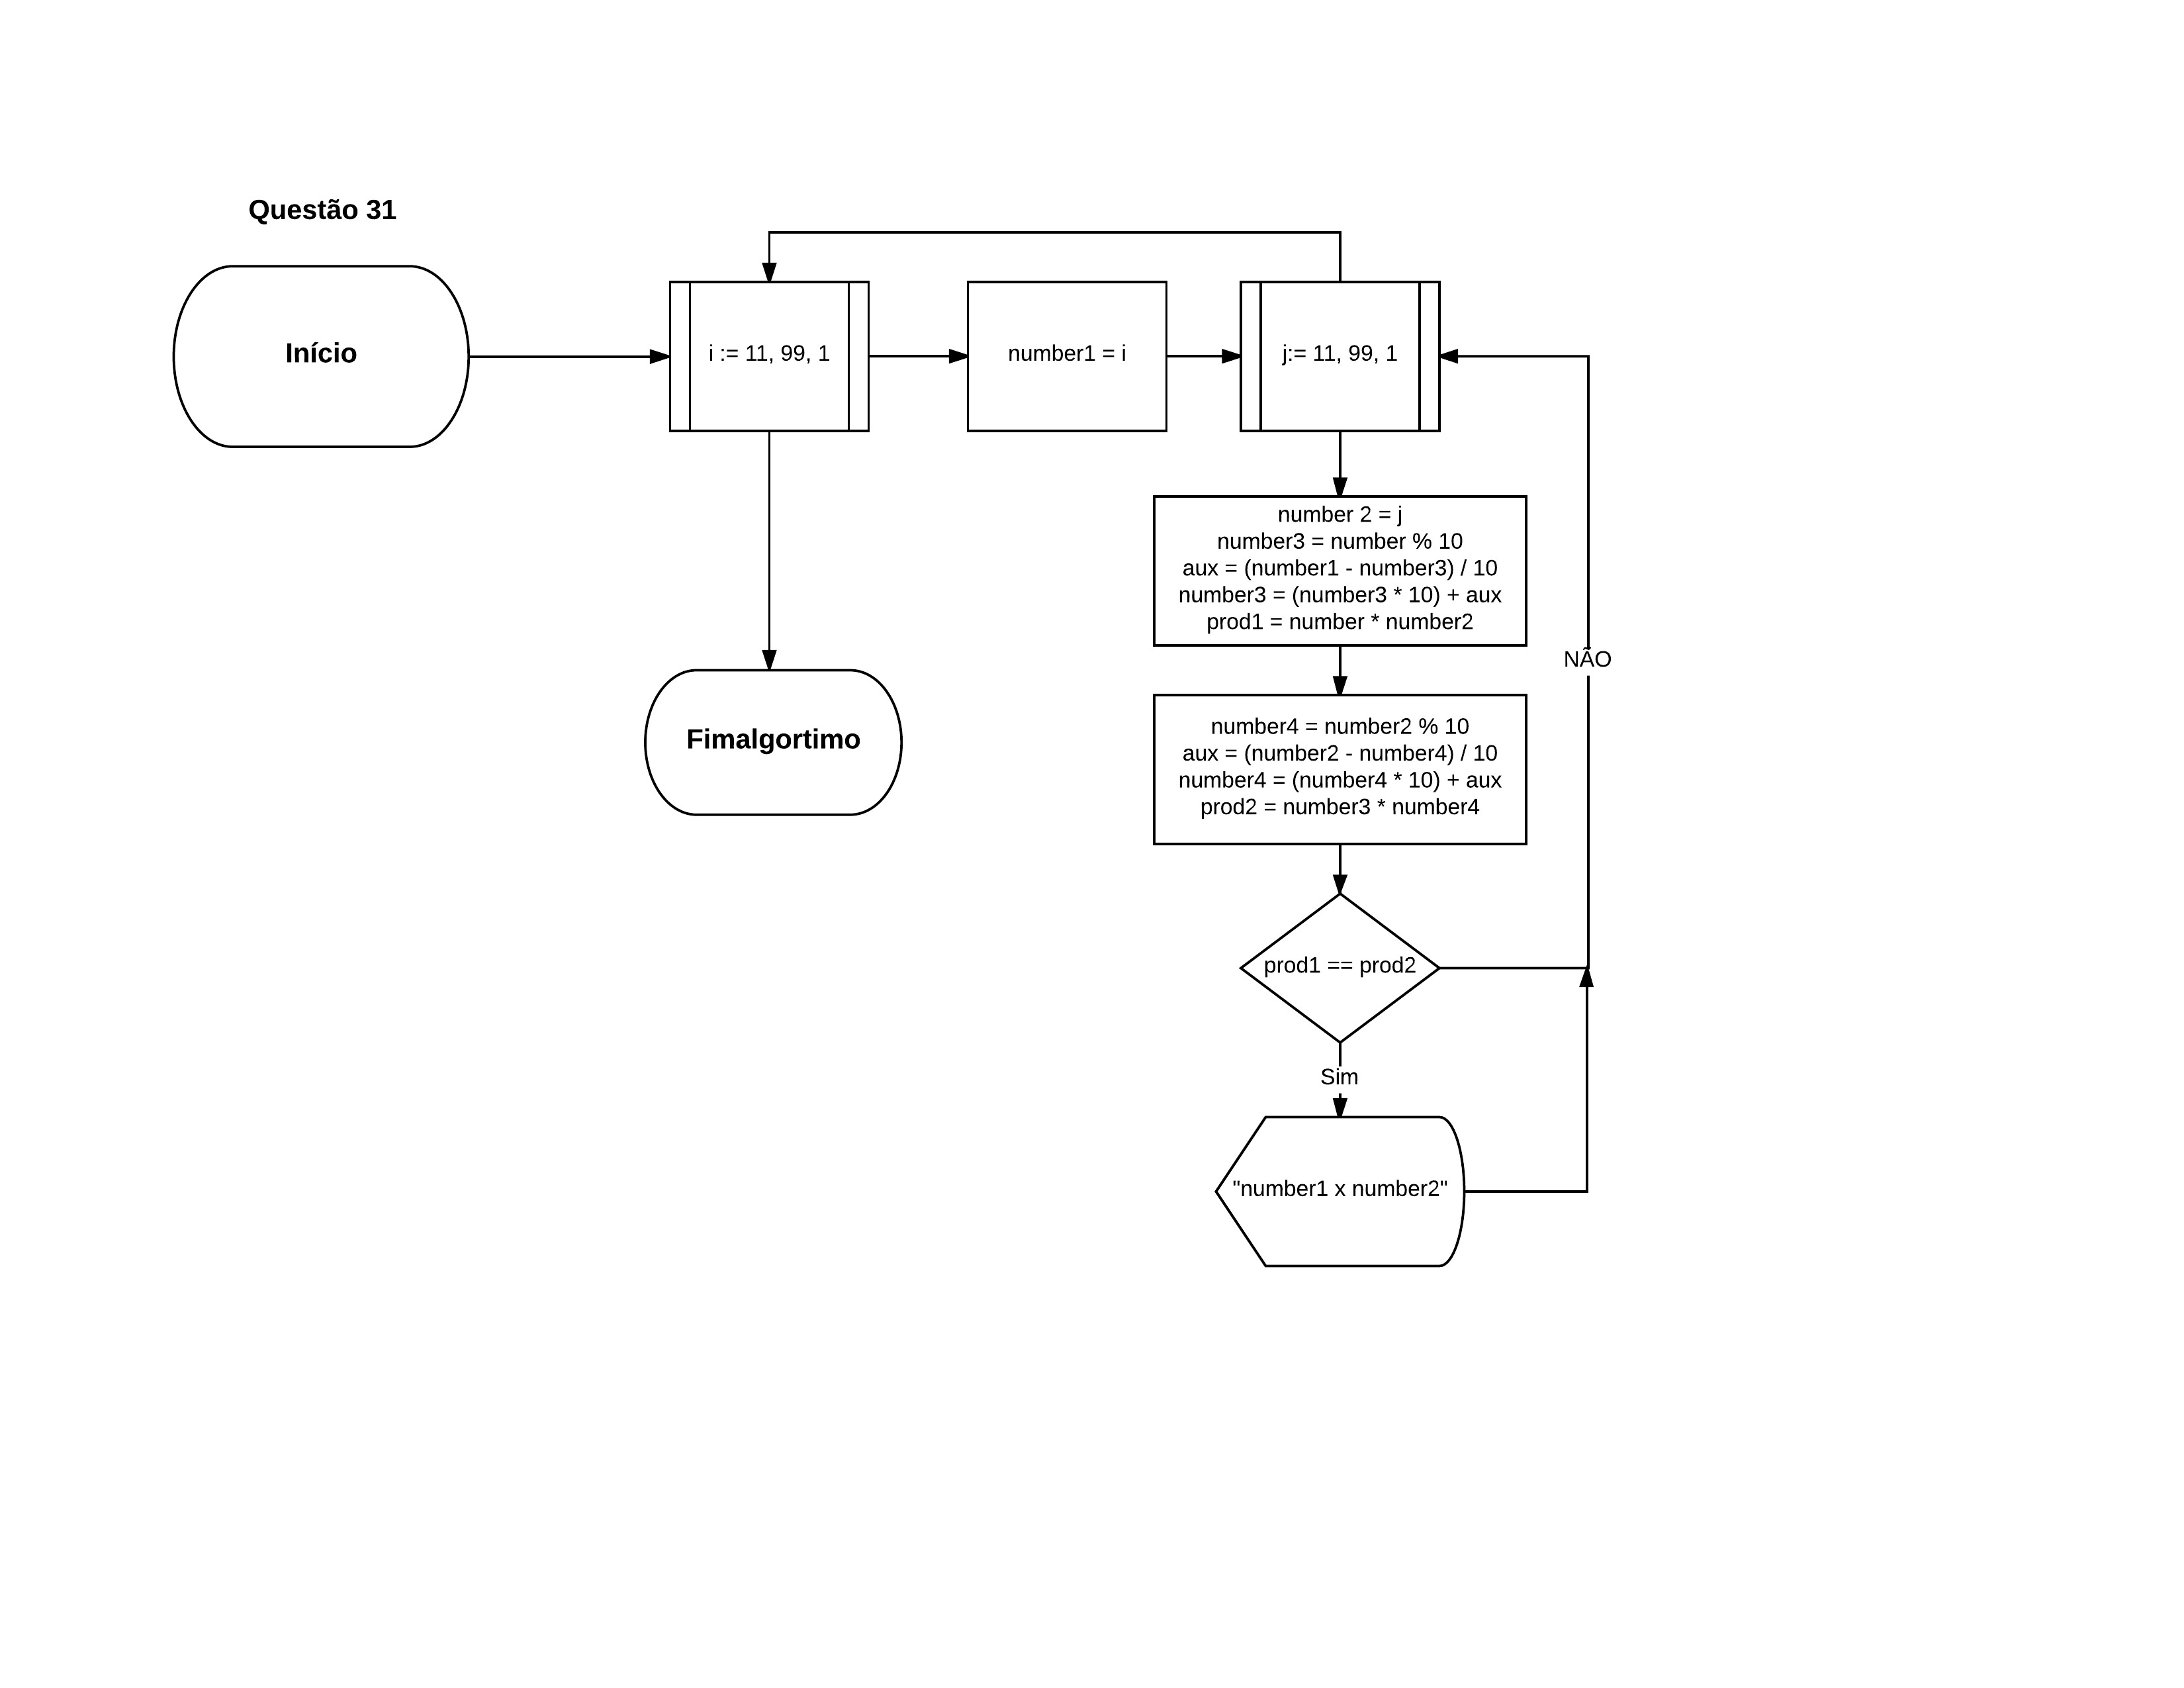 Questão 31
Início
i := 11, 99, 1
number1 = i
j:= 11, 99, 1
number 2 = j
number3 = number % 10
aux = (number1 - number3) / 10
number3 = (number3 * 10) + aux
prod1 = number * number2
NÃO
Fimalgortimo
number4 = number2 % 10
aux = (number2 - number4) / 10
number4 = (number4 * 10) + aux
prod2 = number3 * number4
prod1 == prod2
Sim
"number1 x number2"